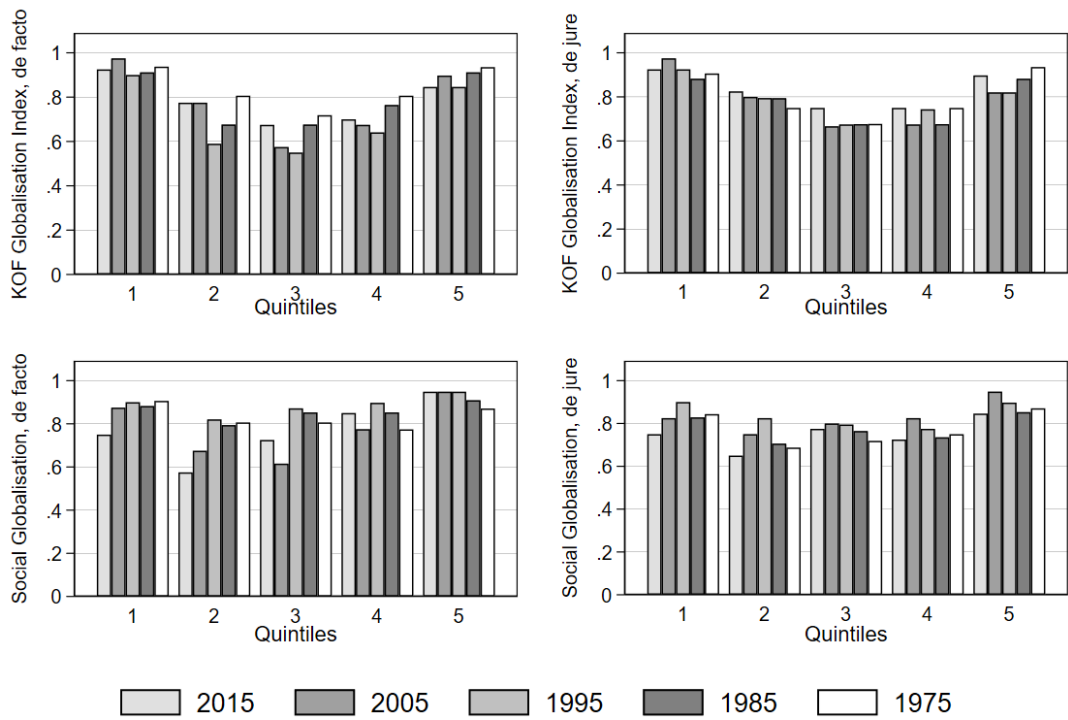 KOF Globalisation Index, de facto
1
.8
.6
.4
.2
0
1 2 3 4 5
Quintiles
KOF Globalisation Index, de jure
1
.8
.6
.4
.2
0
1 2 3 4 5
Quintiles
Social Globalisation, de facto
1
.8
.6
.4
.2
0
1 2 3 4 5
Quintiles
Social Globalisation, de jure
1
.8
.6
.4
.2
0
1 2 3 4 5
Quintiles
2015 2005 1995 1985 1975